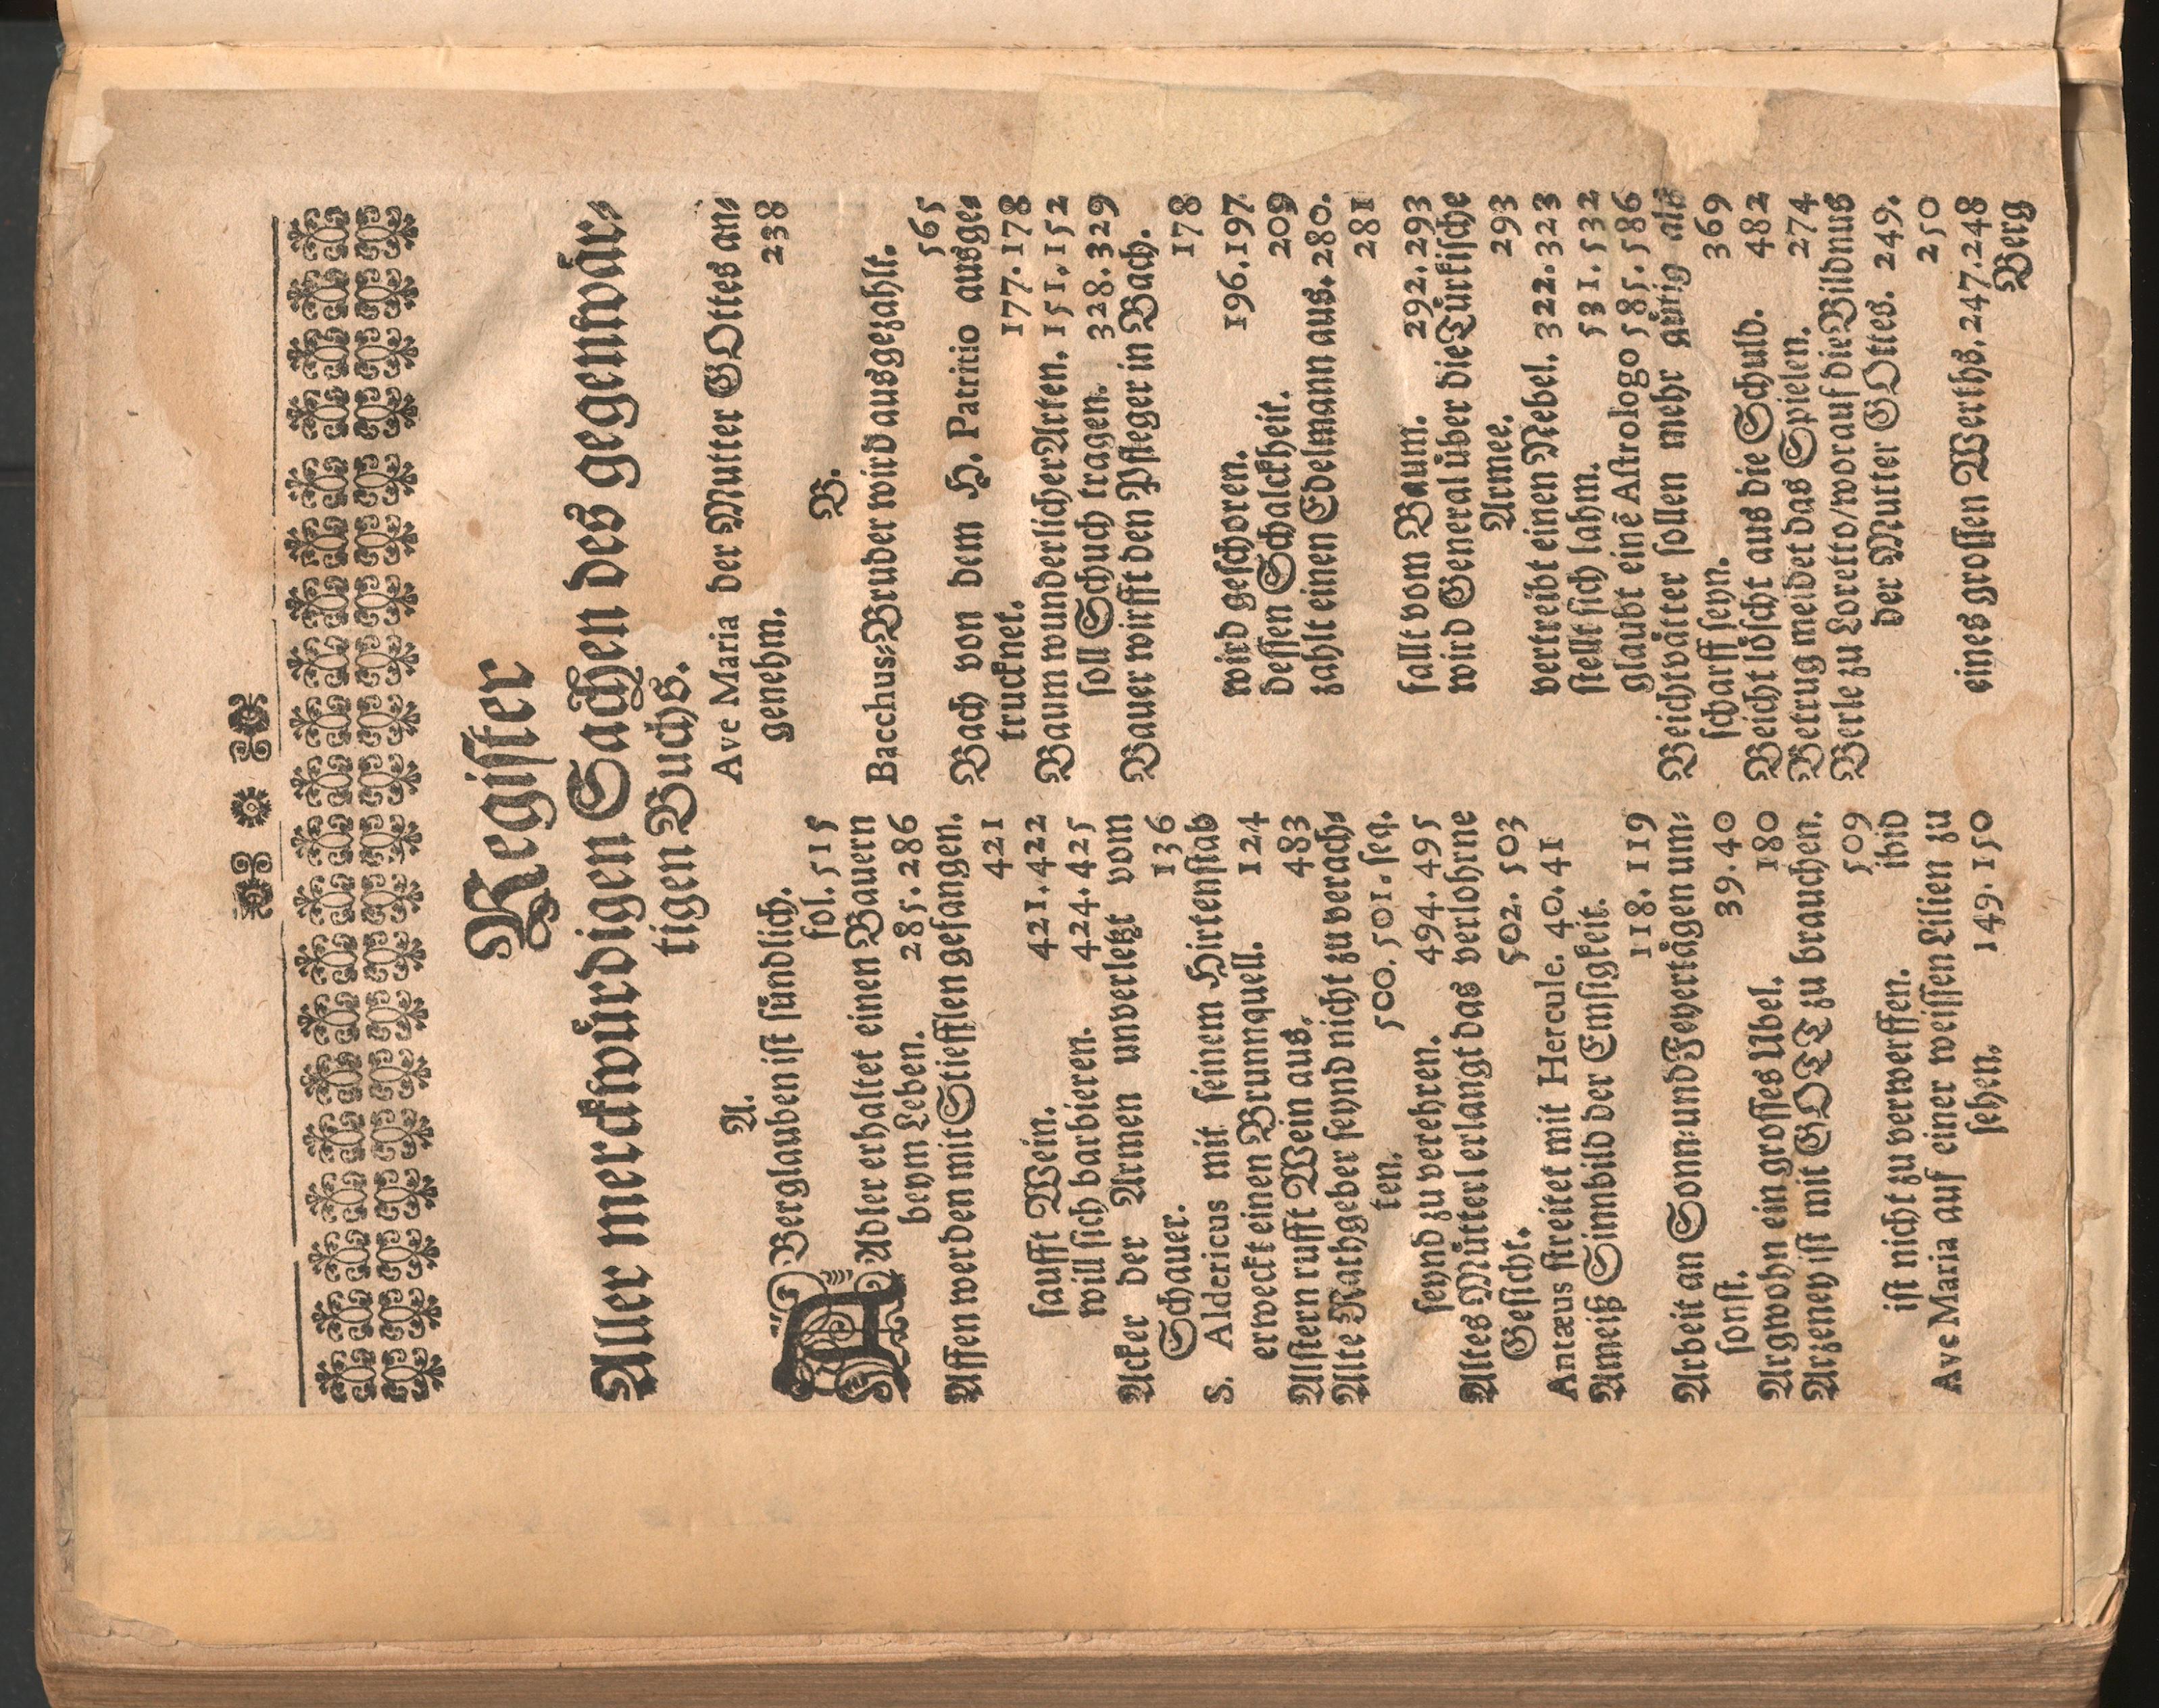 Register
Aller merckwürdigen Sachen des gegenwär⸗
tigen Buchs.
A.
ABerglauben ist sündlich.
fol. 515
Adler erhaltet einen Bauern
beym Leben. 285. 286
Affen werden mit Stiefflen gefangen.
421
saufft Wein. 421. 422
will sich barbieren. 424. 425
Acker der Armen unverletzt vom
Schauer. 136
S. Aldericus mit seinem Hirtenstab
erweckt einen Brunnquell. 124
Alstern rufft Wein aus. 483
Alte Rathgeber seynd nicht zu verach⸗
ten. 500. 501. seq.
seynd zu verehren. 494. 495
Altes Mütterl erlangt das verlohrne
Gesicht. 502. 503
Antæus streitet mit Hercule. 40. 41
Ameiß Sinnbild der Emsigkeit.
118. 119
Arbeit an Sonn⸗und Feyertägen um⸗
sonst. 39. 40
Argwohn ein grosses Ubel. 180
Arzeney ist mit GOTT zu brauchen.
509
ist nicht zu verwerffen. ibid
Ave Maria auf einer weissen Lilien zu
sehen. 149. 150
Ave Maria der Mutter GOttes an⸗
genehm. 238
B.
Bacchus⸗Bruder wird ausgezahlt.
565
Bach von dem H. Patritio ausge⸗
trucknet. 177. 178
Baum wunderlicher Arten. 151. 152
soll Schuch tragen. 328. 329
Bauer wirfft den Pfleger in Bach.
178
wird geschoren. 196. 197
dessen Schalckheit. 209
zahlt einen Edelmann aus. 280.
281
fallt vom Baum. 292. 293
wird General über die Türkische
Armee. 293
vertreibt einen Nebel. 322. 323
stellt sich lahm. 531. 532
glaubt einē Astrologo 585. 586
Beichtvätter sollen mehr gütig als
scharff seyn. 369
Beicht löscht aus die Schuld. 482
Betrug meidet das Spielen. 274
Berle zu Loretto/worauf die Bildnus
der Mutter GOttes. 249.
250
eines grossen Werths. 247. 248
Berg